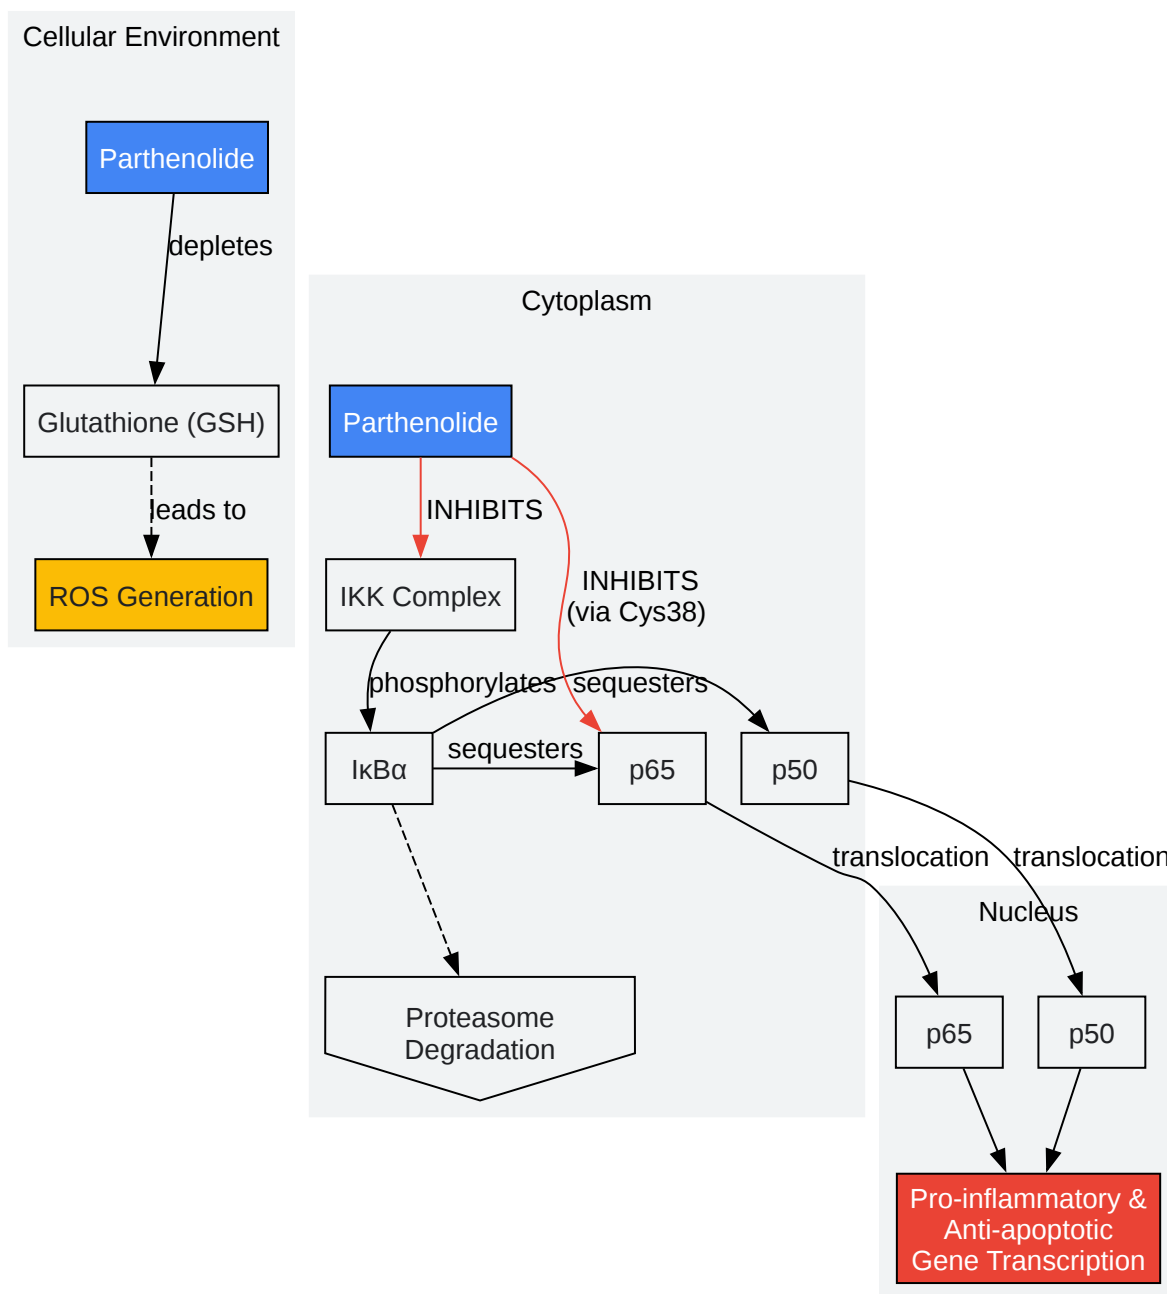 Cellular Environment
Parthenolide
depletes
Glutathione (GSH)
leads to
ROS Generation
Cytoplasm
Parthenolide
INHIBITS
IKK Complex
INHIBITS
(via Cys38)
phosphorylates
sequesters
IκBα
sequesters
p65
p50
Proteasome
Degradation
translocation
translocation
Nucleus
p65
p50
Pro-inflammatory &
Anti-apoptotic
Gene Transcription